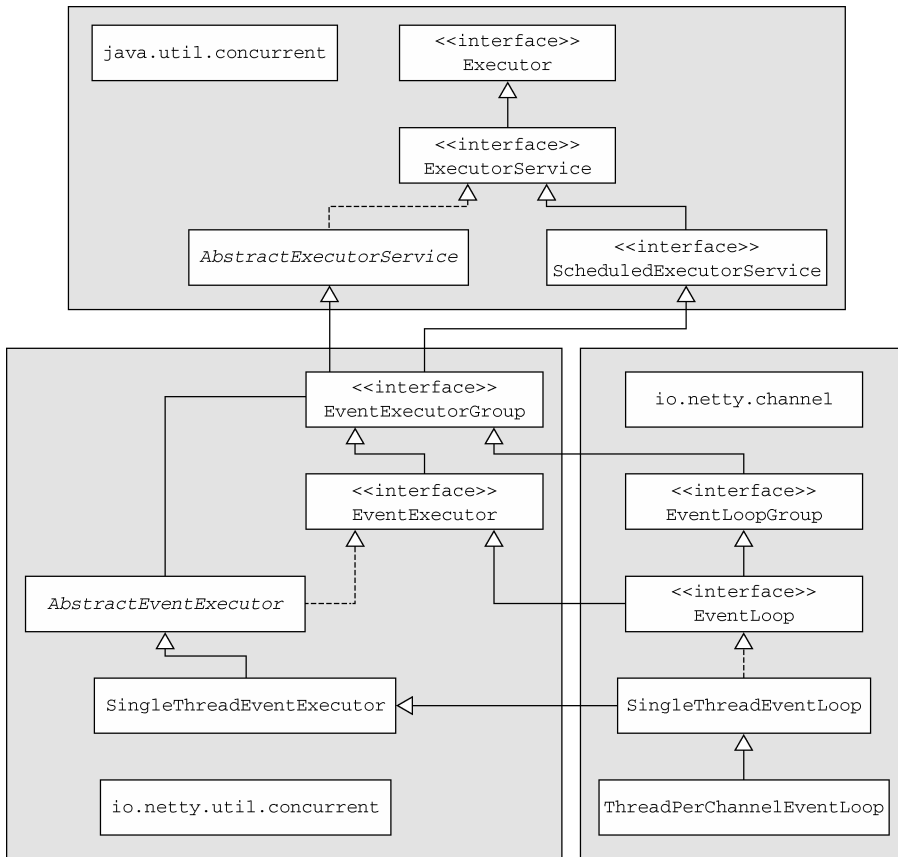 java.util.concurrent
<<interface>>
Executor
<<interface>>
ExecutorService
AbstractExecutorService
<<interface>>
ScheduledExecutorService
<<interface>>
EventExecutorGroup
io.netty.channel
<<interface>>
EventExecutor
<<interface>>
EventLoopGroup
AbstractEventExecutor
<<interface>>
EventLoop
SingleThreadEventExecutor
SingleThreadEventLoop
io.netty.util.concurrent
ThreadPerChannelEventLoop